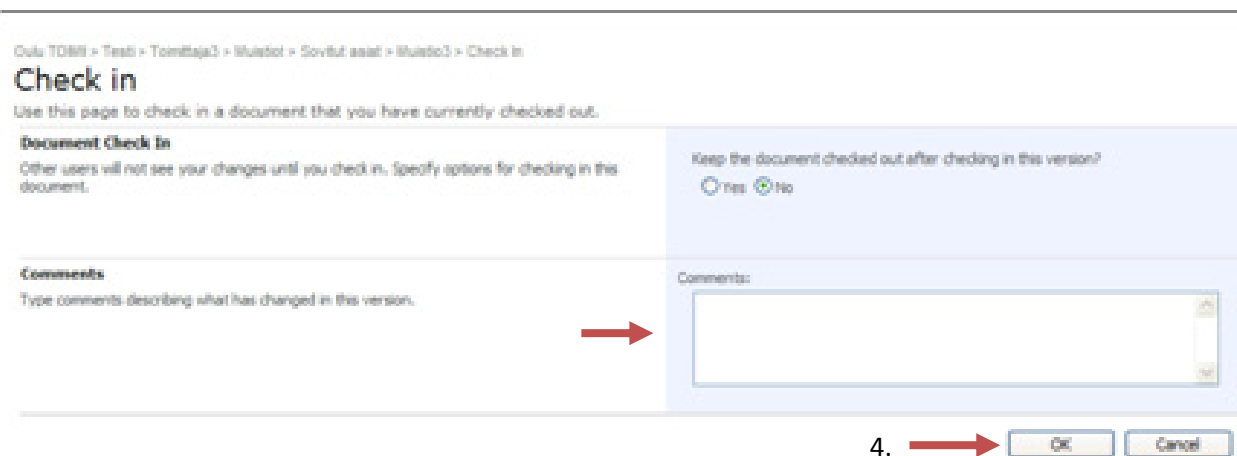 Oulu TOIMI > Testi > Toimittaja3 > Muistiot > Sovitut asiat > Muistio3 > Check In
Check in
Use this page to check in a document that you have currently checked out.
Document Check In
Other users will not see your changes until you check in. Specify options for checking in this
document.
Keep the document checked out after checking in this version?
Yes No
Comments
Type comments describing what has changed in this version.
Comments:
4.
OK Cancel